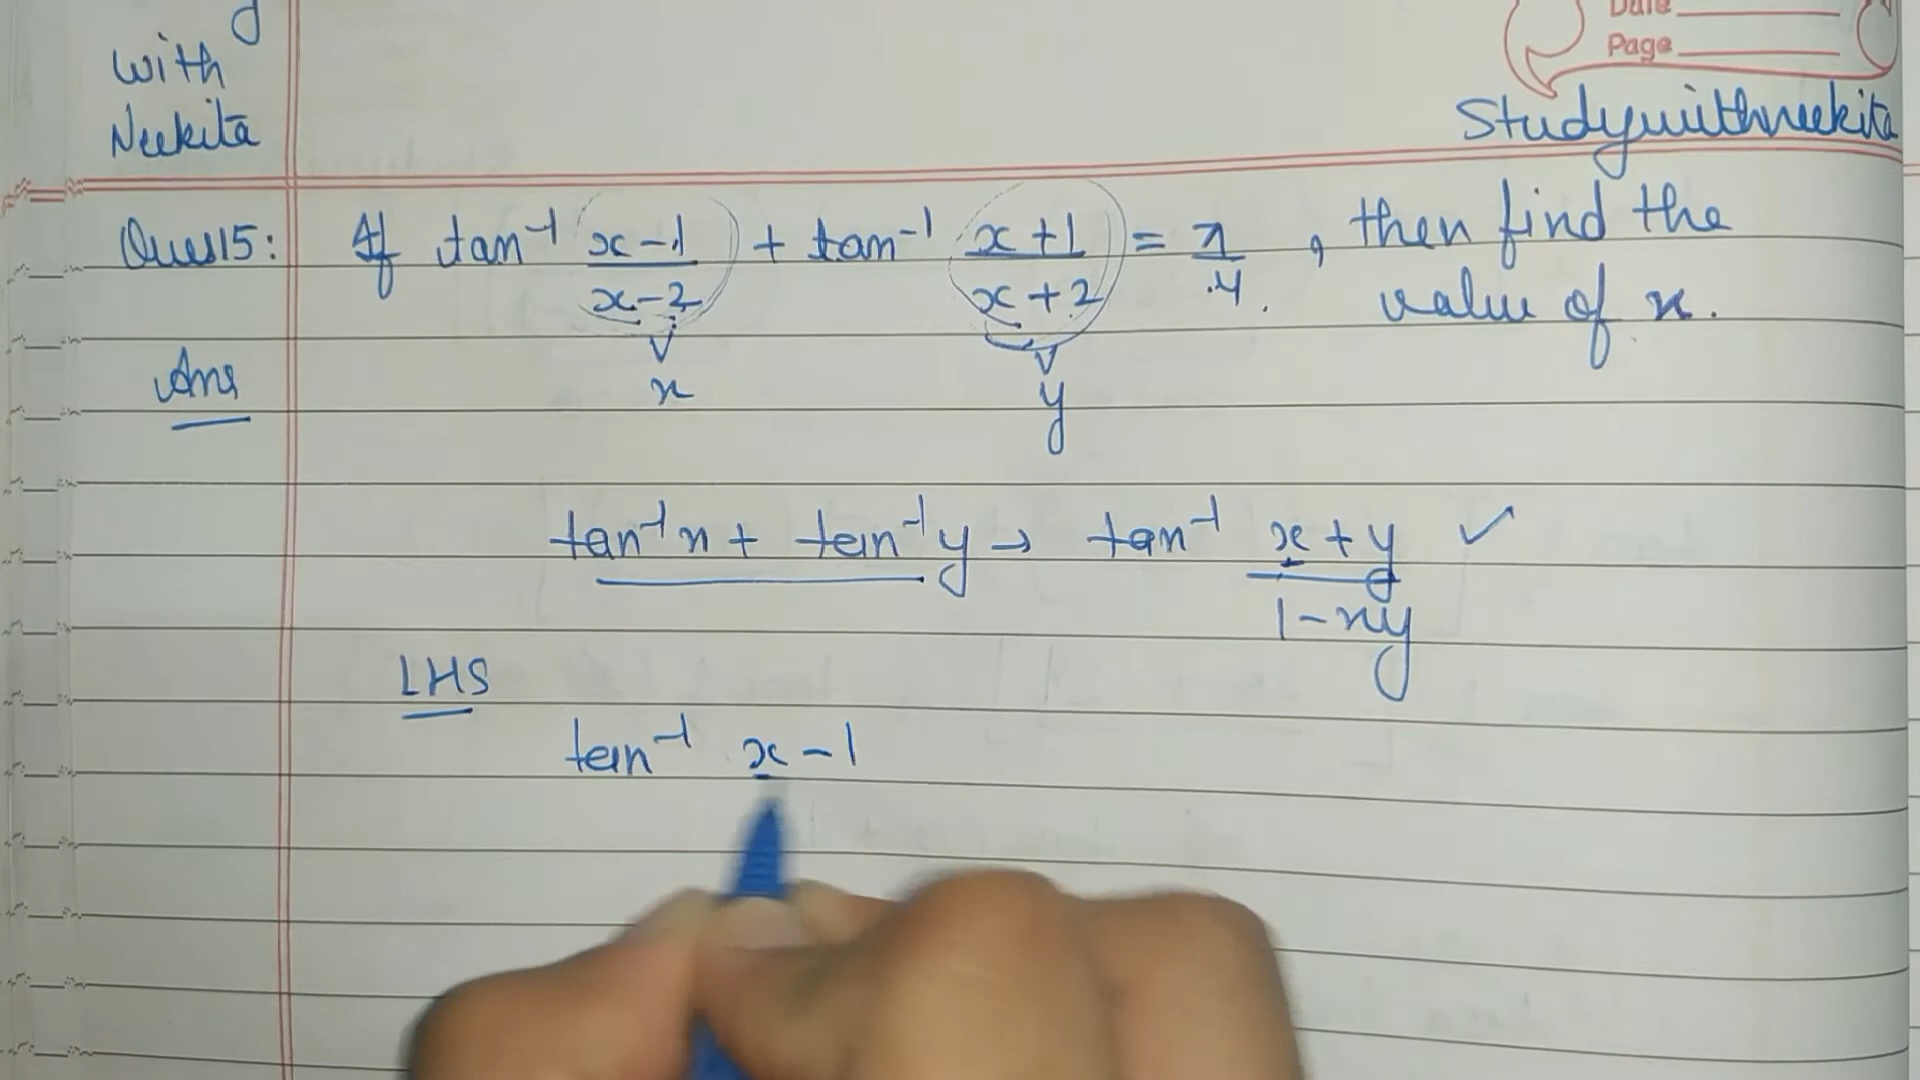 with
Neekita
Date
Page
Studywithneekita
Ques15: If tan⁻¹ (x-1)/(x-2) + tan⁻¹ (x+1)/(x+2) = π/4 , then find the
value of x.
x
y
Ans
tan⁻¹x + tan⁻¹y → tan⁻¹ (x+y)/(1-xy) ✓
LHS
tan⁻¹ x-1